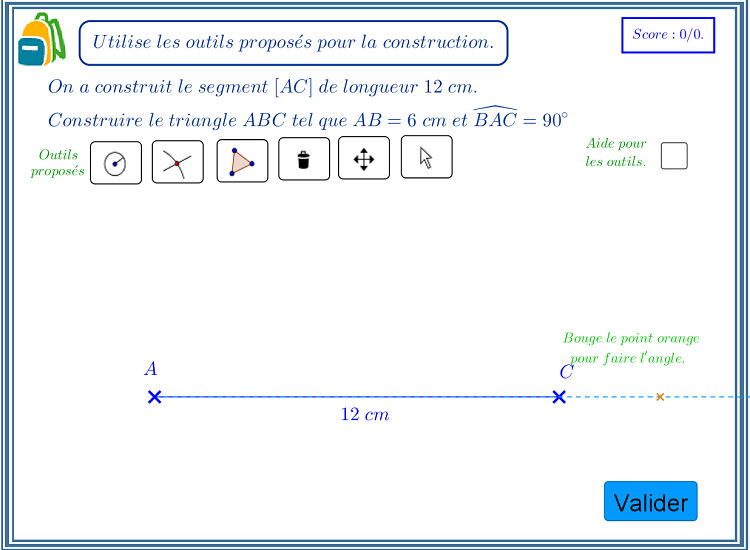 Utilise les outils proposés pour la construction.
Score : 0/0.
On a construit le segment [AC] de longueur 12 cm.
Construire le triangle ABC tel que AB = 6 cm et \widehat{BAC} = 90°
Outils
proposés
Aide pour
les outils.
Bouge le point orange
pour faire l'angle.
A
C
12 cm
Valider